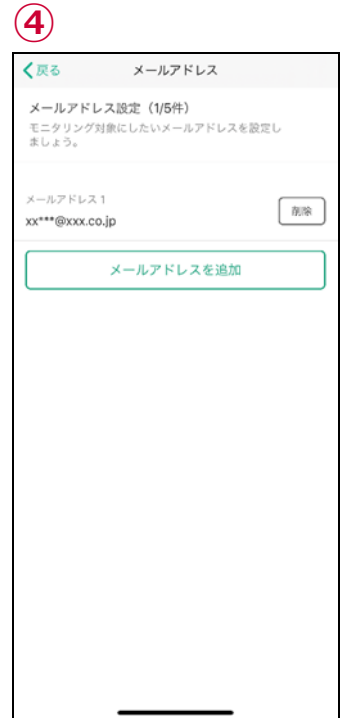 ④
戻る メールアドレス
メールアドレス設定（1/5件）
モニタリング対象にしたいメールアドレスを設定し
ましょう。
メールアドレス 1
xx***@xxx.co.jp
削除
メールアドレスを追加